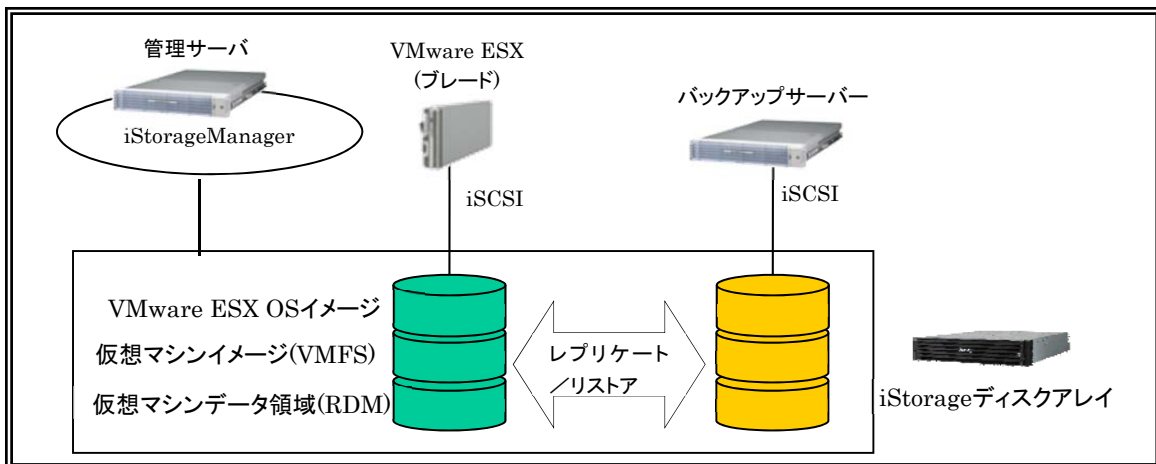 管理サーバ
iStorageManager
VMware ESX
(ブレード)
バックアップサーバー
iSCSI
iSCSI
VMware ESX OSイメージ
仮想マシンイメージ(VMFS)
仮想マシンデータ領域(RDM)
レプリケート
／リストア
iStorageディスクアレイ